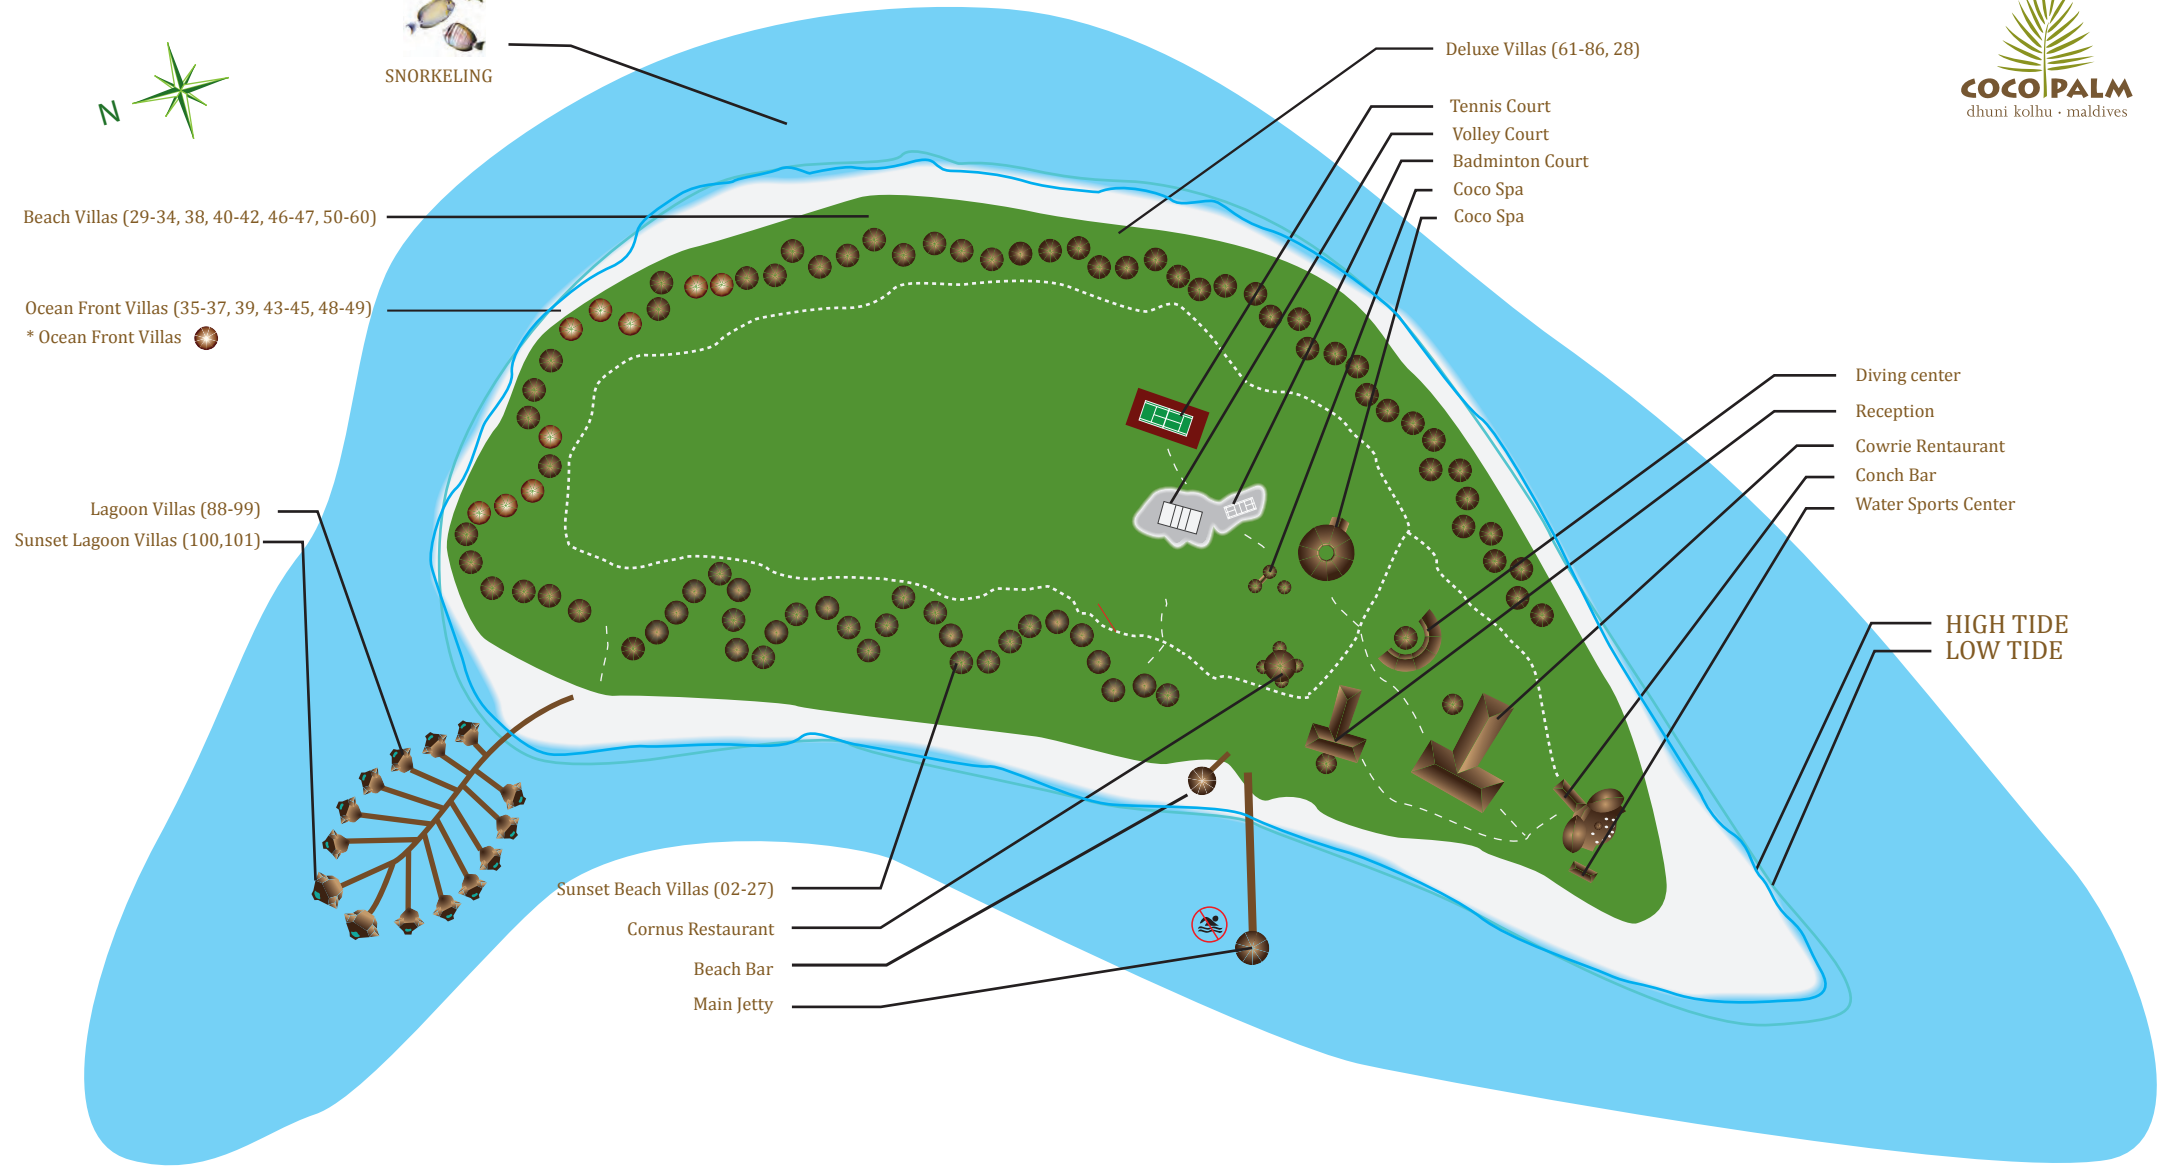 SNORKELING
N
COCO PALM
dhuni kolhu · maldives
Deluxe Villas (61-86, 28)
Tennis Court
Volley Court
Badminton Court
Coco Spa
Coco Spa
Beach Villas (29-34, 38, 40-42, 46-47, 50-60)
Ocean Front Villas (35-37, 39, 43-45, 48-49)
* Ocean Front Villas
Diving center
Reception
Cowrie Rentaurant
Conch Bar
Water Sports Center
Lagoon Villas (88-99)
Sunset Lagoon Villas (100,101)
HIGH TIDE
LOW TIDE
Sunset Beach Villas (02-27)
Cornus Restaurant
Beach Bar
Main Jetty